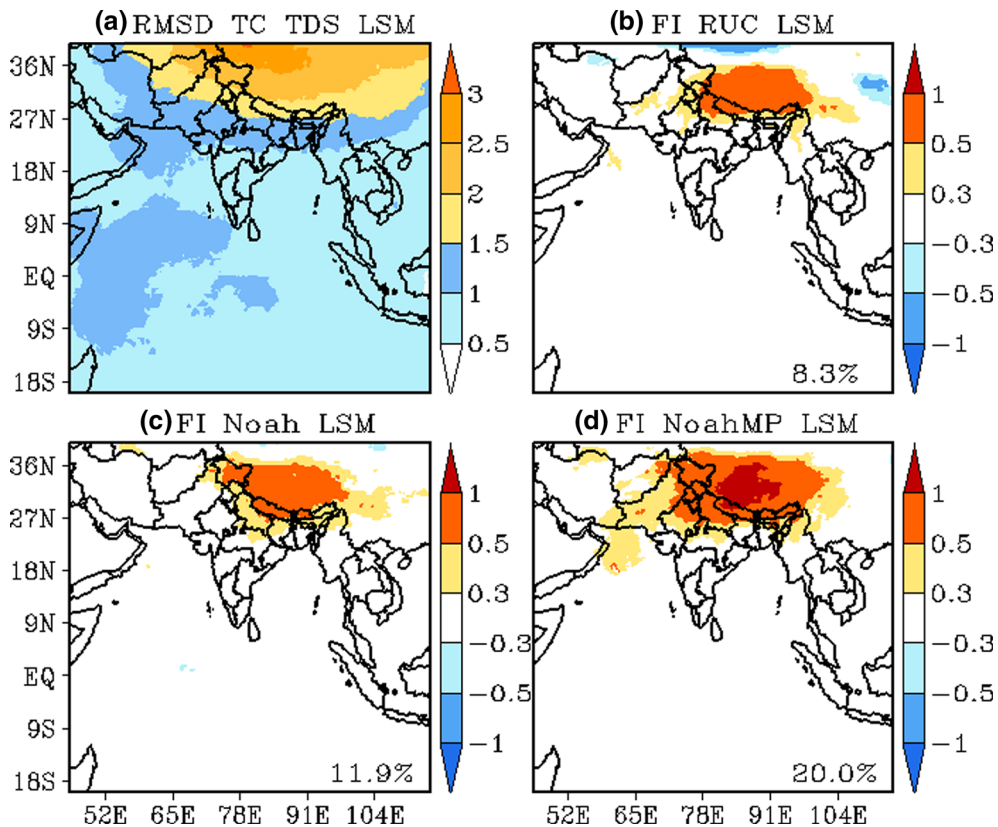 (a) RMSD TC TDS LSM
36N
27N
18N
9N
EQ
9S
18S
3
2.5
2
1.5
1
0.5
(b) FI RUC LSM
1
0.5
0.3
−0.3
−0.5
−1
8.3%
(c) FI Noah LSM
36N
27N
18N
9N
EQ
9S
18S
52E 65E 78E 91E 104E
1
0.5
0.3
−0.3
−0.5
−1
11.9%
(d) FI NoahMP LSM
52E 65E 78E 91E 104E
1
0.5
0.3
−0.3
−0.5
−1
20.0%